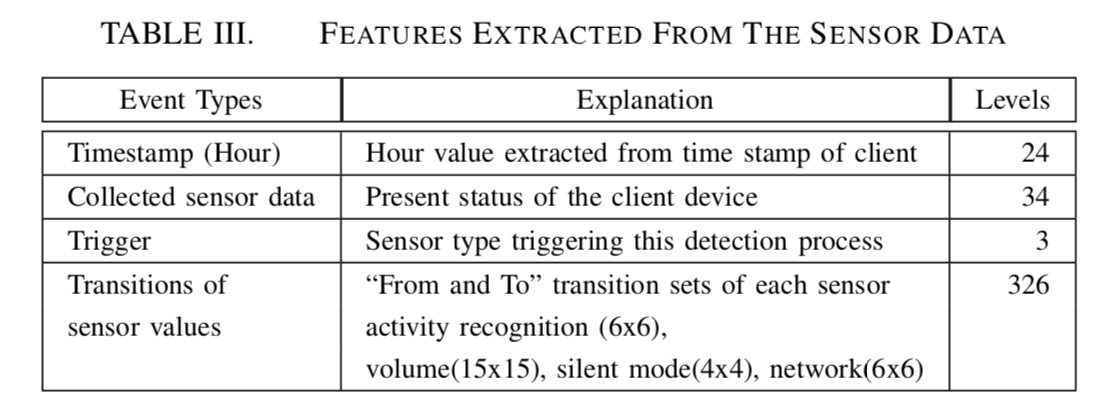 TABLE III. FEATURES EXTRACTED FROM THE SENSOR DATA
Event Types Explanation Levels
Timestamp (Hour) Hour value extracted from time stamp of client 24
Collected sensor data Present status of the client device 34
Trigger Sensor type triggering this detection process 3
Transitions of “From and To” transition sets of each sensor 326
sensor values activity recognition (6x6),
volume(15x15), silent mode(4x4), network(6x6)